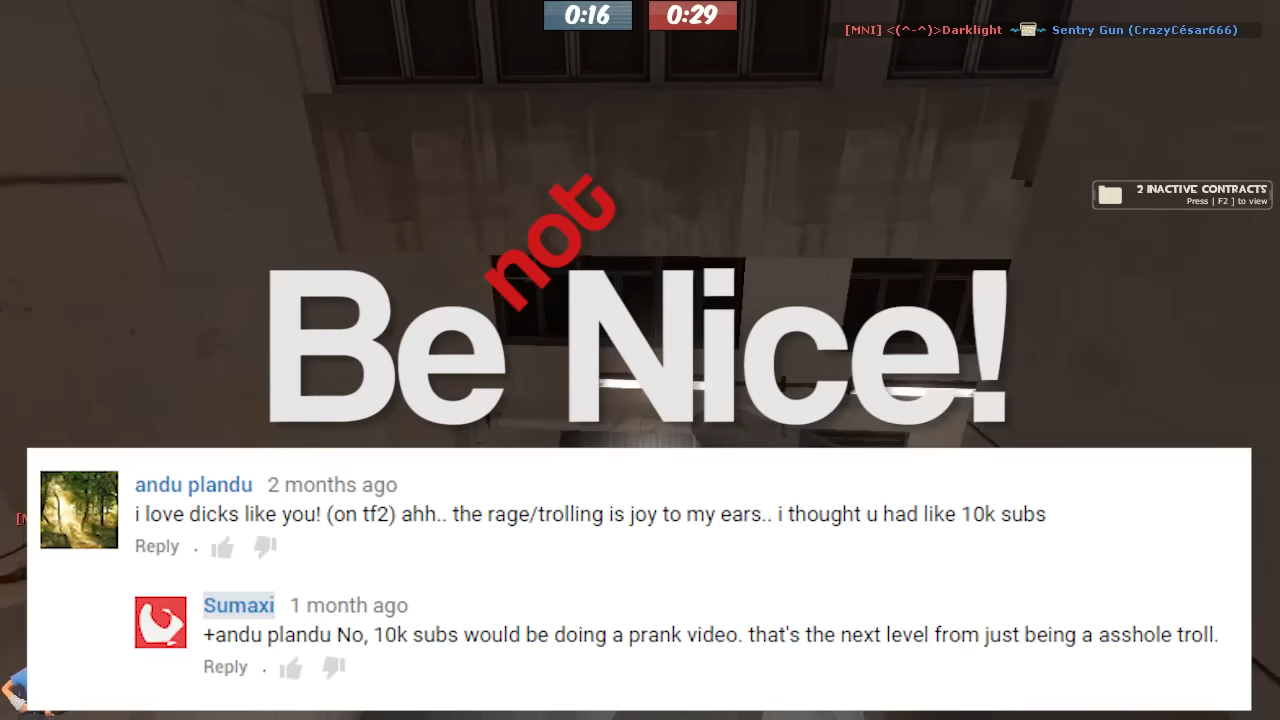 0:16 0:29
[MNI] <(^-^)>Darklight Sentry Gun (CrazyCésar666)
2 INACTIVE CONTRACTS
Press [ F2 ] to view
not
Be Nice!
andu plandu 2 months ago
i love dicks like you! (on tf2) ahh.. the rage/trolling is joy to my ears.. i thought u had like 10k subs
Reply .
Sumaxi 1 month ago
+andu plandu No, 10k subs would be doing a prank video. that's the next level from just being a asshole troll.
Reply .